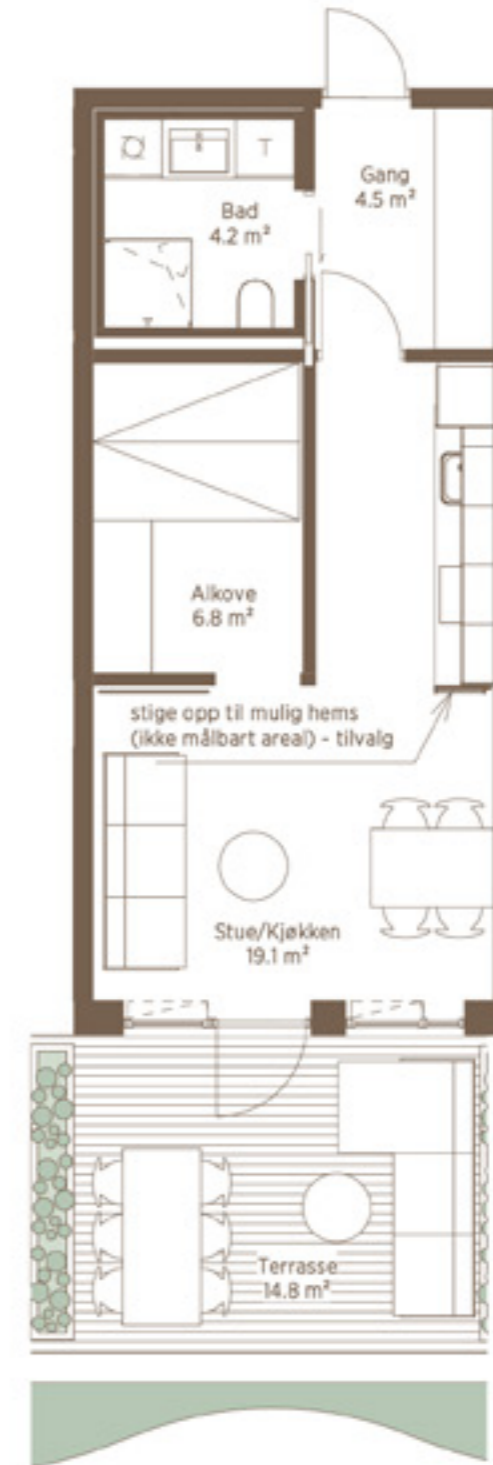 Gang
4.5 m²
T
Bad
4.2 m²
Alkove
6.8 m²
stige opp til mulig hems
(ikke målbart areal) - tilvalg
Stue/Kjøkken
19.1 m²
Terrasse
14.8 m²